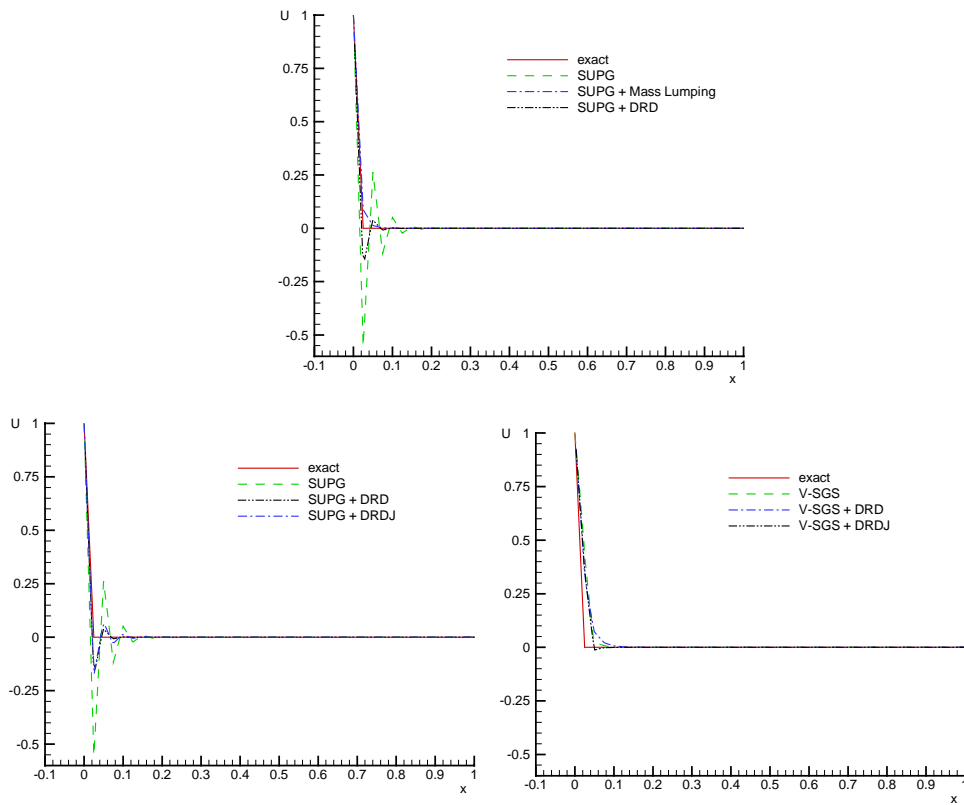 U 1
0.75
0.5
0.25
0
-0.5
-0.1 0 0.1 0.2 0.3 0.4 0.5 0.6 0.7 0.8 0.9 1
x
exact
SUPG
SUPG + Mass Lumping
SUPG + DRD
U 1
0.75
0.5
0.25
0
-0.25
-0.5
-0.1 0 0.1 0.2 0.3 0.4 0.5 0.6 0.7 0.8 0.9 1
x
exact
SUPG
SUPG + DRD
SUPG + DRDJ
U 1
0.75
0.5
0.25
0
-0.25
-0.5
-0.1 0 0.1 0.2 0.3 0.4 0.5 0.6 0.7 0.8 0.9 1
x
exact
V-SGS
V-SGS + DRD
V-SGS + DRDJ